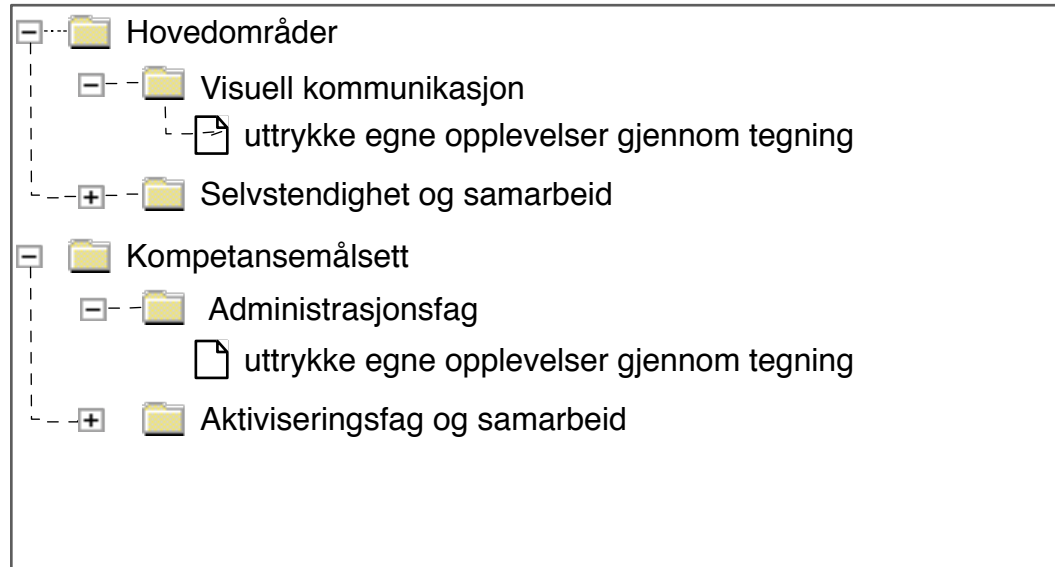 Hovedområder
Visuell kommunikasjon
uttrykke egne opplevelser gjennom tegning
Selvstendighet og samarbeid
Kompetansemålsett
Administrasjonsfag
uttrykke egne opplevelser gjennom tegning
Aktiviseringsfag og samarbeid